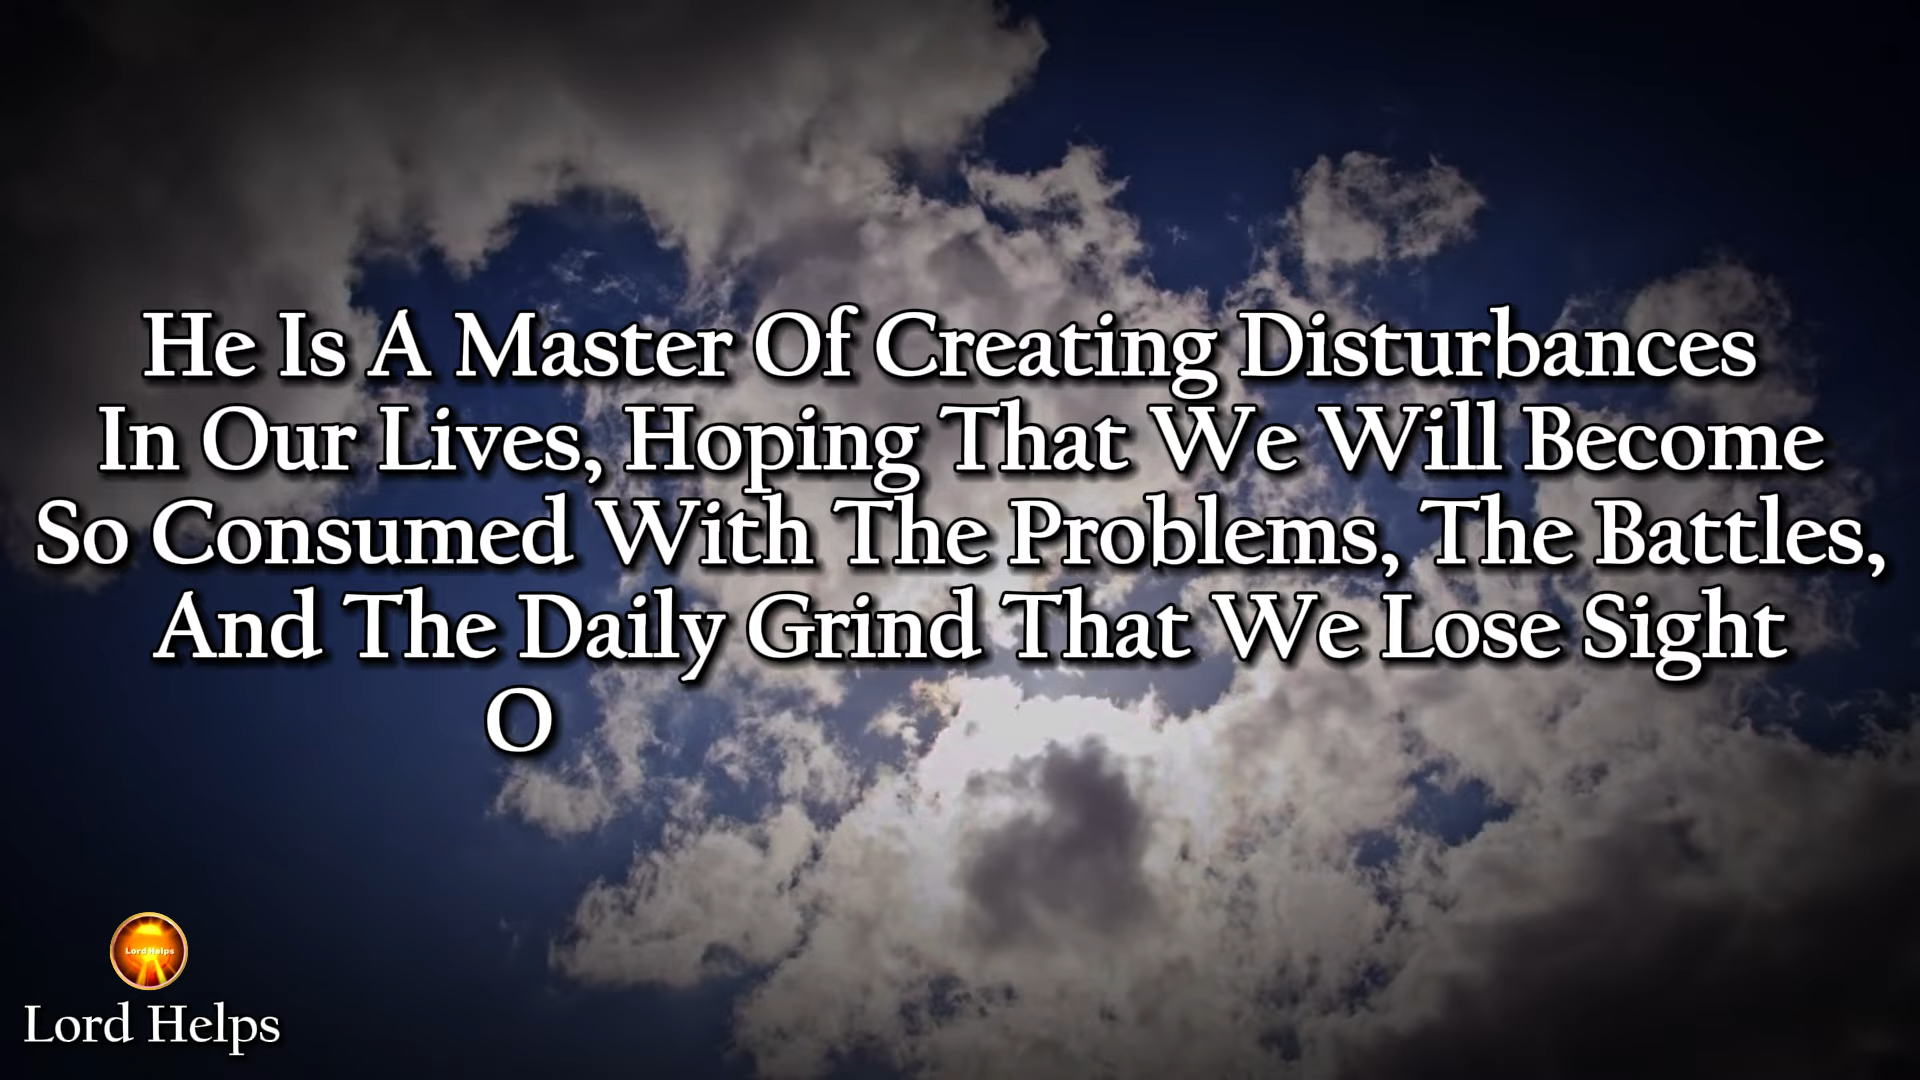 He Is A Master Of Creating Disturbances
In Our Lives, Hoping That We Will Become
So Consumed With The Problems, The Battles,
And The Daily Grind That We Lose Sight
O
Lord Helps
Lord Helps